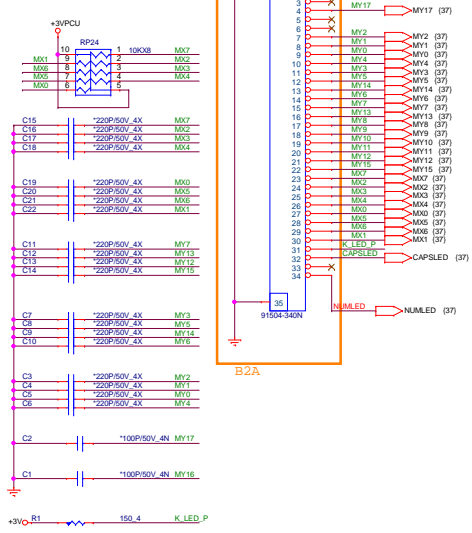 +3VPCU
RP24
10 1 10KX8 MX7
MX1 9 2 MX2
MX6 8 3 MX3
MX5 7 4 MX4
MX0 6 5
C15 *220P/50V_4X MX7
C16 *220P/50V_4X MX2
C17 *220P/50V_4X MX3
C18 *220P/50V_4X MX4
C19 *220P/50V_4X MX0
C20 *220P/50V_4X MX5
C21 *220P/50V_4X MX6
C22 *220P/50V_4X MX1
C11 *220P/50V_4X MY7
C12 *220P/50V_4X MY13
C13 *220P/50V_4X MY12
C14 *220P/50V_4X MY15
C7 *220P/50V_4X MY3
C8 *220P/50V_4X MY5
C9 *220P/50V_4X MY14
C10 *220P/50V_4X MY6
C3 *220P/50V_4X MY2
C4 *220P/50V_4X MY1
C5 *220P/50V_4X MY0
C6 *220P/50V_4X MY4
C2 *100P/50V_4N MY17
C1 *100P/50V_4N MY16
+3V R1 150_4 K_LED_P
3
4 MY17 MY17 (37)
5
6
7 MY2 MY2 (37)
8 MY1 MY1 (37)
9 MY0 MY0 (37)
10 MY4 MY4 (37)
11 MY3 MY3 (37)
12 MY5 MY5 (37)
13 MY14 MY14 (37)
14 MY6 MY6 (37)
15 MY7 MY7 (37)
16 MY13 MY13 (37)
17 MY8 MY8 (37)
18 MY9 MY9 (37)
19 MY10 MY10 (37)
20 MY11 MY11 (37)
21 MY12 MY12 (37)
22 MY15 MY15 (37)
23 MX7 MX7 (37)
24 MX2 MX2 (37)
25 MX3 MX3 (37)
26 MX4 MX4 (37)
27 MX0 MX0 (37)
28 MX5 MX5 (37)
29 MX6 MX6 (37)
30 MX1 MX1 (37)
31 K_LED_P
32 CAPSLED CAPSLED (37)
33
34
35
NUMLED NUMLED (37)
91504-340N
B2A